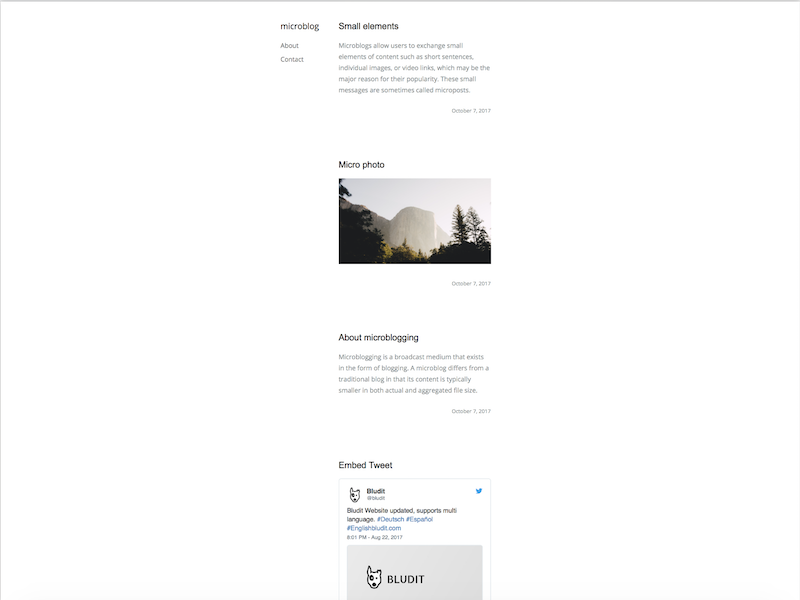 microblog
About
Contact
Small elements
Microblogs allow users to exchange small
elements of content such as short sentences,
individual images, or video links, which may be the
major reason for their popularity. These small
messages are sometimes called microposts.
October 7, 2017
Micro photo
October 7, 2017
About microblogging
Microblogging is a broadcast medium that exists
in the form of blogging. A microblog differs from a
traditional blog in that its content is typically
smaller in both actual and aggregated file size.
October 7, 2017
Embed Tweet
Bludit
@bludit
Bludit Website updated, supports multi
language. #Deutsch #Español
#Englishbludit.com
8:01 PM - Aug 22, 2017
BLUDIT